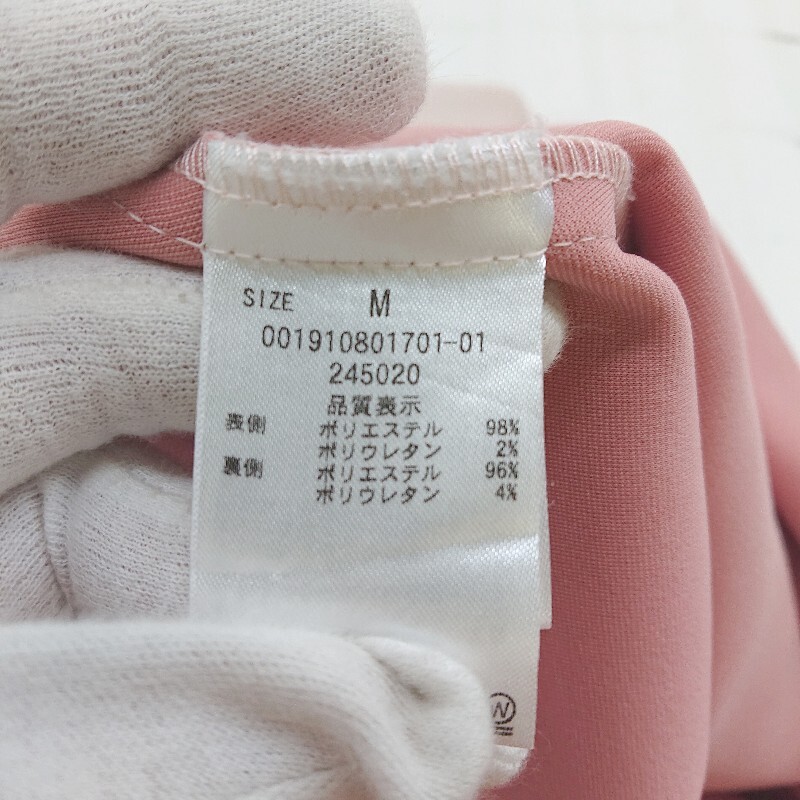 SIZE M
001910801701-01
245020
品質表示
表側 ポリエステル 98%
ポリウレタン 2%
裏側 ポリエステル 96%
ポリウレタン 4%
W